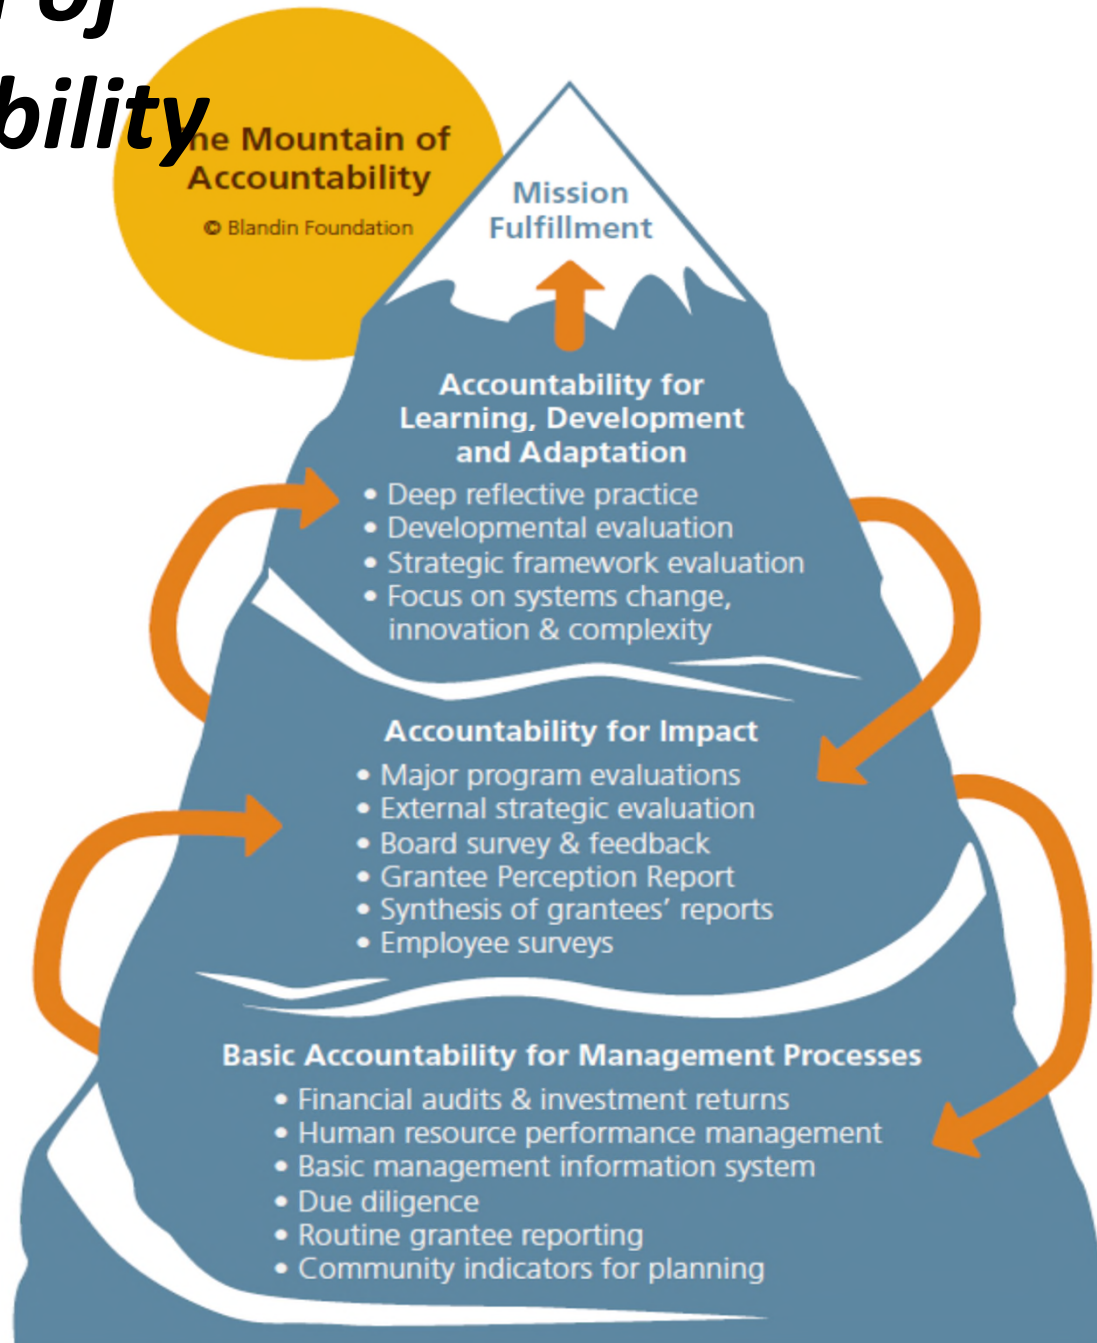 of
bility
he Mountain of
Accountability
© Blandin Foundation
Mission
Fulfillment
Accountability for
Learning, Development
and Adaptation
• Deep reflective practice
• Developmental evaluation
• Strategic framework evaluation
• Focus on systems change,
innovation & complexity
Accountability for Impact
• Major program evaluations
• External strategic evaluation
• Board survey & feedback
• Grantee Perception Report
• Synthesis of grantees’ reports
• Employee surveys
Basic Accountability for Management Processes
• Financial audits & investment returns
• Human resource performance management
• Basic management information system
• Due diligence
• Routine grantee reporting
• Community indicators for planning